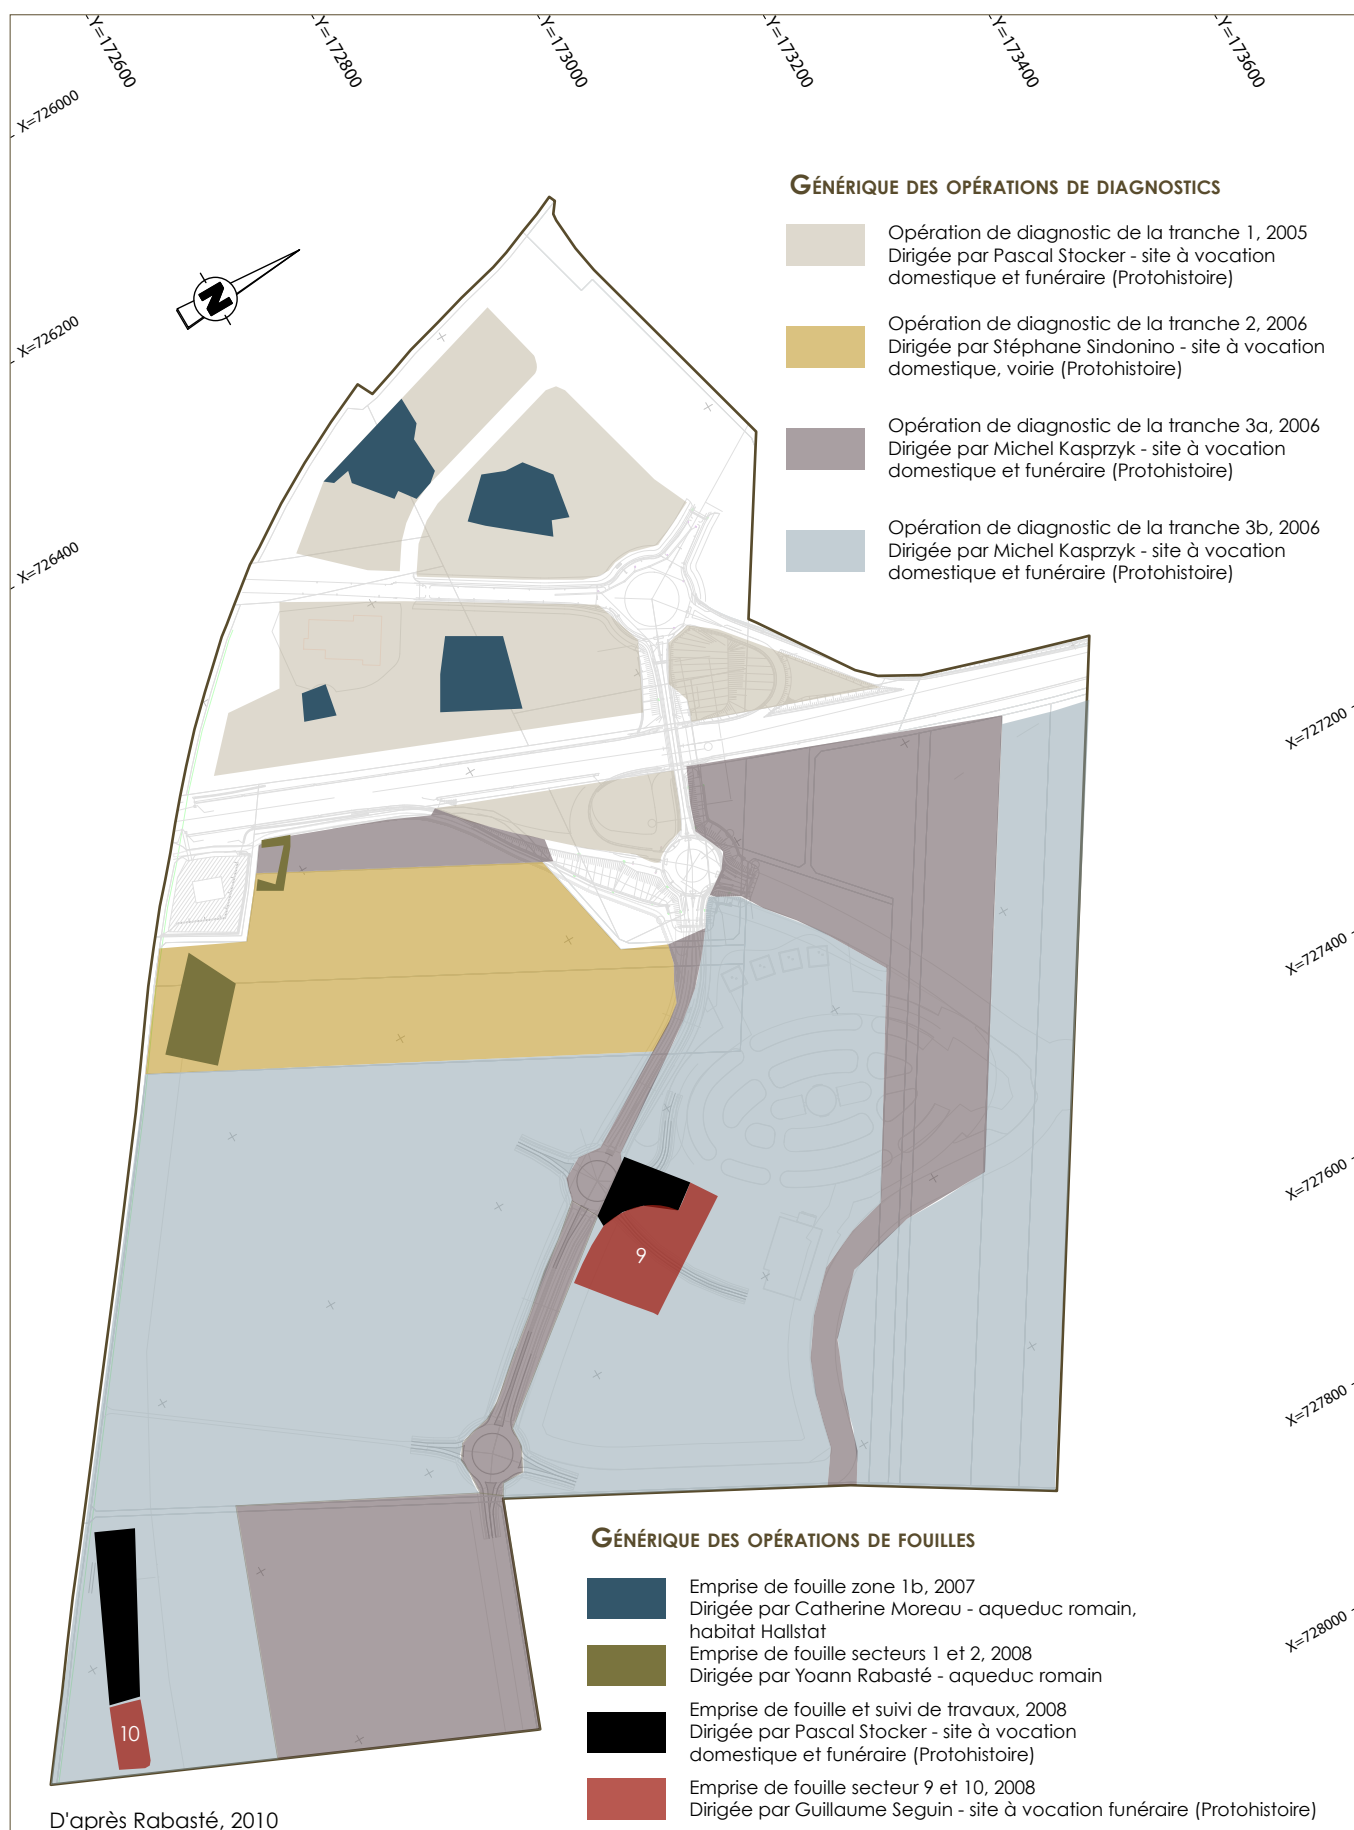 Y=172600
Y=172800
Y=173000
Y=173200
Y=173400
Y=173600
X=726000
X=726200
X=726400
X=727200
X=727400
X=727600
X=727800
X=728000
N
GÉNÉRIQUE DES OPÉRATIONS DE DIAGNOSTICS
Opération de diagnostic de la tranche 1, 2005
Dirigée par Pascal Stocker - site à vocation
domestique et funéraire (Protohistoire)
Opération de diagnostic de la tranche 2, 2006
Dirigée par Stéphane Sindonino - site à vocation
domestique, voirie (Protohistoire)
Opération de diagnostic de la tranche 3a, 2006
Dirigée par Michel Kasprzyk - site à vocation
domestique et funéraire (Protohistoire)
Opération de diagnostic de la tranche 3b, 2006
Dirigée par Michel Kasprzyk - site à vocation
domestique et funéraire (Protohistoire)
9
10
GÉNÉRIQUE DES OPÉRATIONS DE FOUILLES
Emprise de fouille zone 1b, 2007
Dirigée par Catherine Moreau - aqueduc romain,
habitat Hallstat
Emprise de fouille secteurs 1 et 2, 2008
Dirigée par Yoann Rabasté - aqueduc romain
Emprise de fouille et suivi de travaux, 2008
Dirigée par Pascal Stocker - site à vocation
domestique et funéraire (Protohistoire)
Emprise de fouille secteur 9 et 10, 2008
Dirigée par Guillaume Seguin - site à vocation funéraire (Protohistoire)
D'après Rabasté, 2010